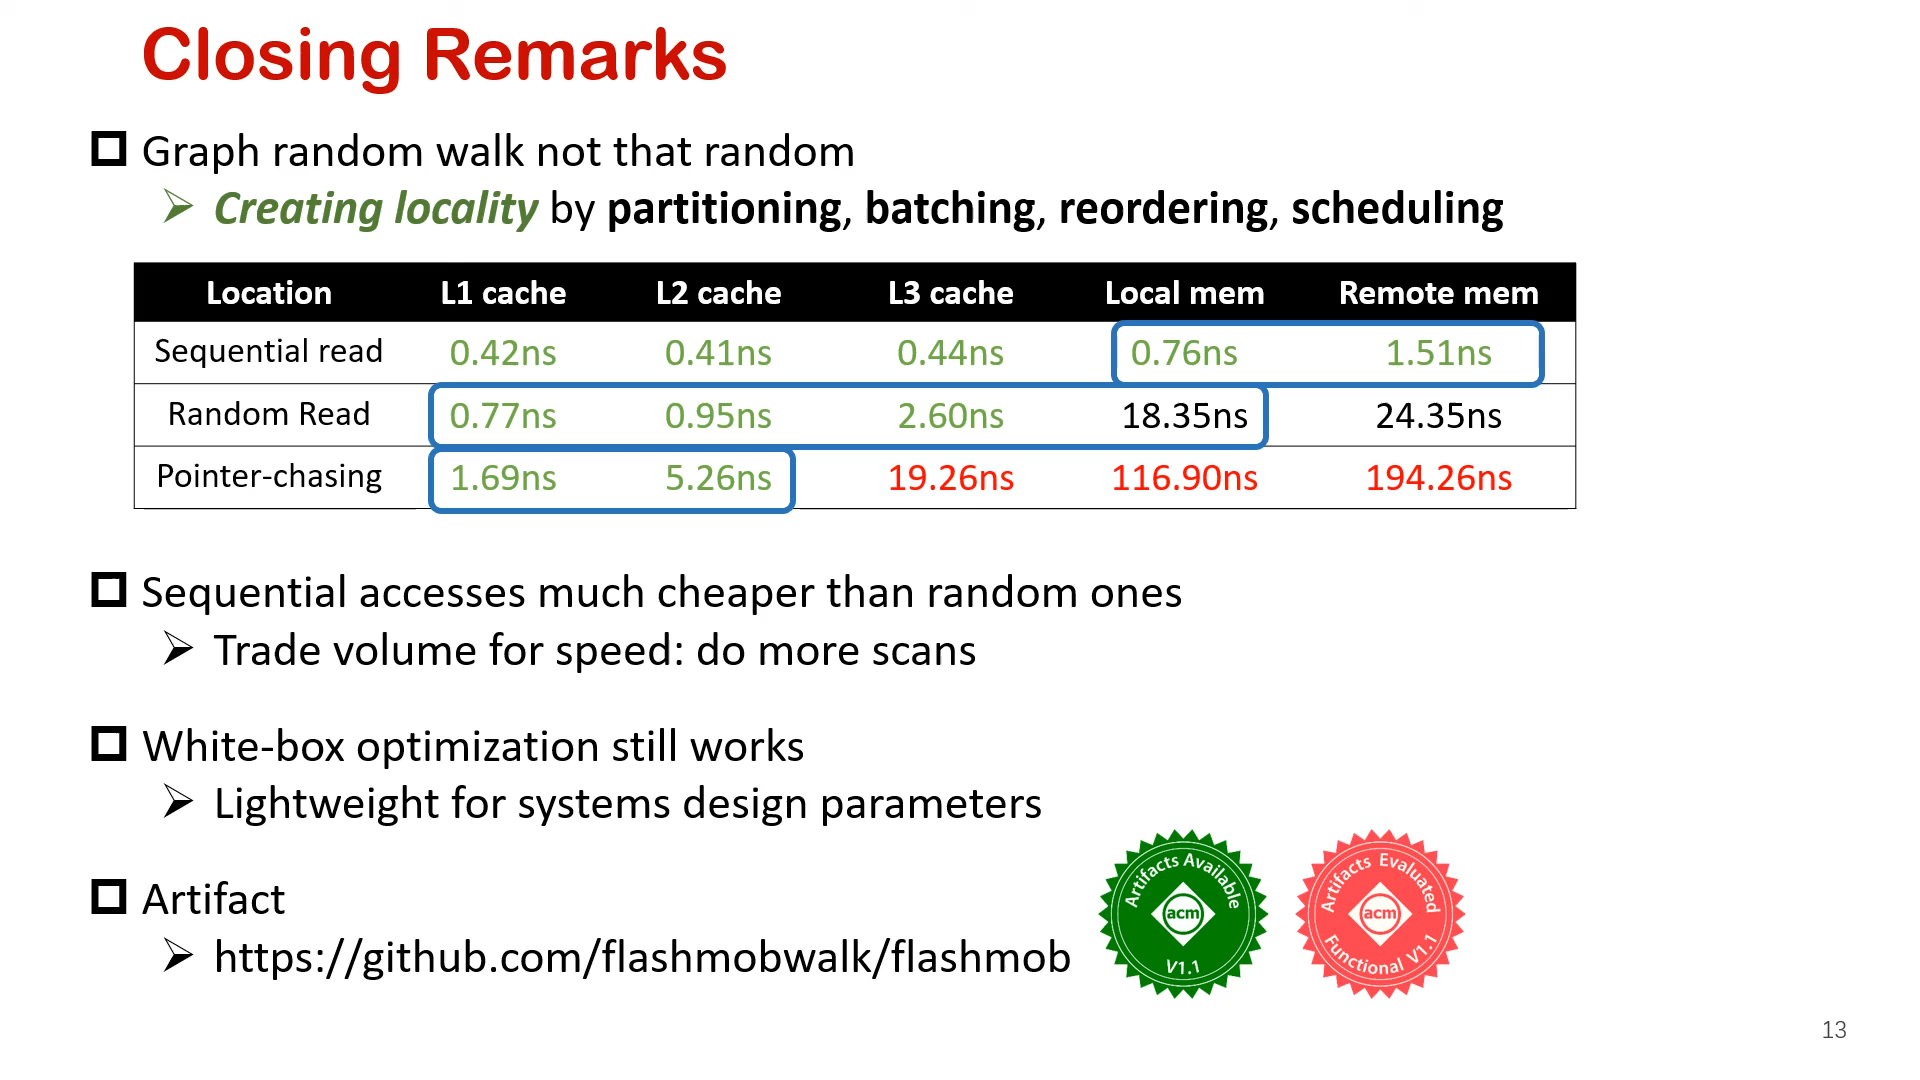 Closing Remarks
Graph random walk not that random
Creating locality by partitioning, batching, reordering, scheduling
Location L1 cache L2 cache L3 cache Local mem Remote mem
Sequential read 0.42ns 0.41ns 0.44ns 0.76ns 1.51ns
Random Read 0.77ns 0.95ns 2.60ns 18.35ns 24.35ns
Pointer-chasing 1.69ns 5.26ns 19.26ns 116.90ns 194.26ns
Sequential accesses much cheaper than random ones
Trade volume for speed: do more scans
White-box optimization still works
Lightweight for systems design parameters
Artifact
https://github.com/flashmobwalk/flashmob
Artifacts Available
acm
V1.1
Artifacts Evaluated
acm
Functional V1.1
13